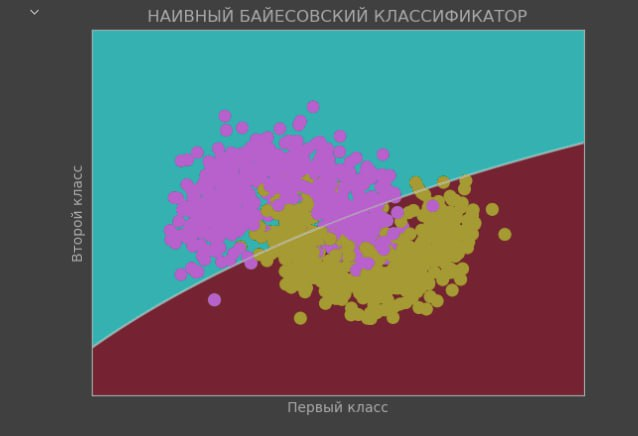 НАИВНЫЙ БАЙЕСОВСКИЙ КЛАССИФИКАТОР
Второй класс
Первый класс